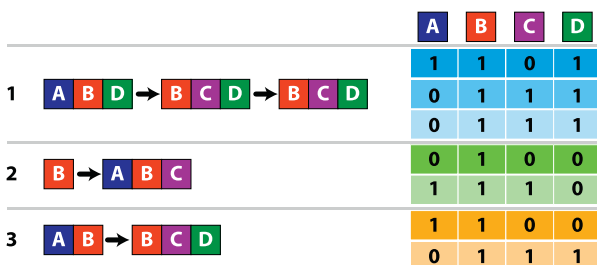 A B C D
1 1 0 1
1 A B D B C D B C D 0 1 1 1
0 1 1 1
0 1 0 0
2 B A B C
1 1 1 0
1 1 0 0
3 A B B C D
0 1 1 1